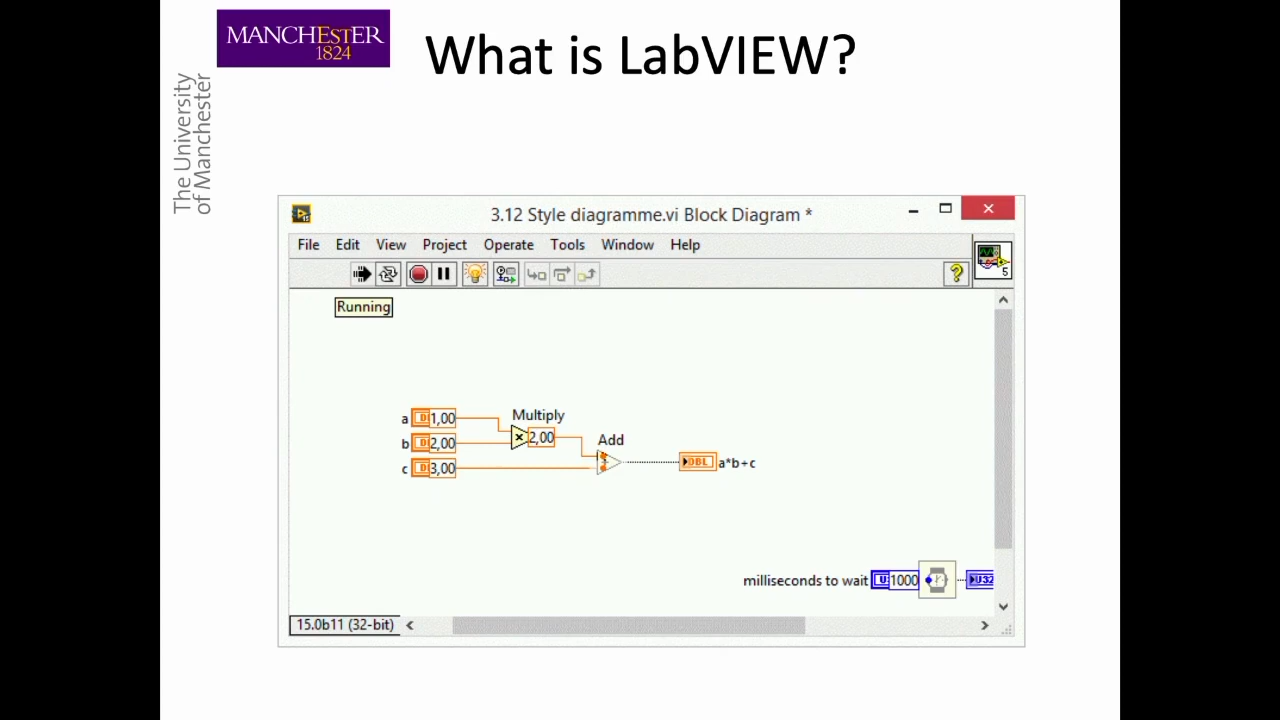 MANCHESTER
1824
The University
of Manchester
What is LabVIEW?
3.12 Style diagramme.vi Block Diagram *
File Edit View Project Operate Tools Window Help
?
5
Running
a D 1,00
b D 2,00
c D 3,00
Multiply
× 2,00
Add
+
DBL a*b+c
milliseconds to wait U 1000
U32
15.0b11 (32-bit)